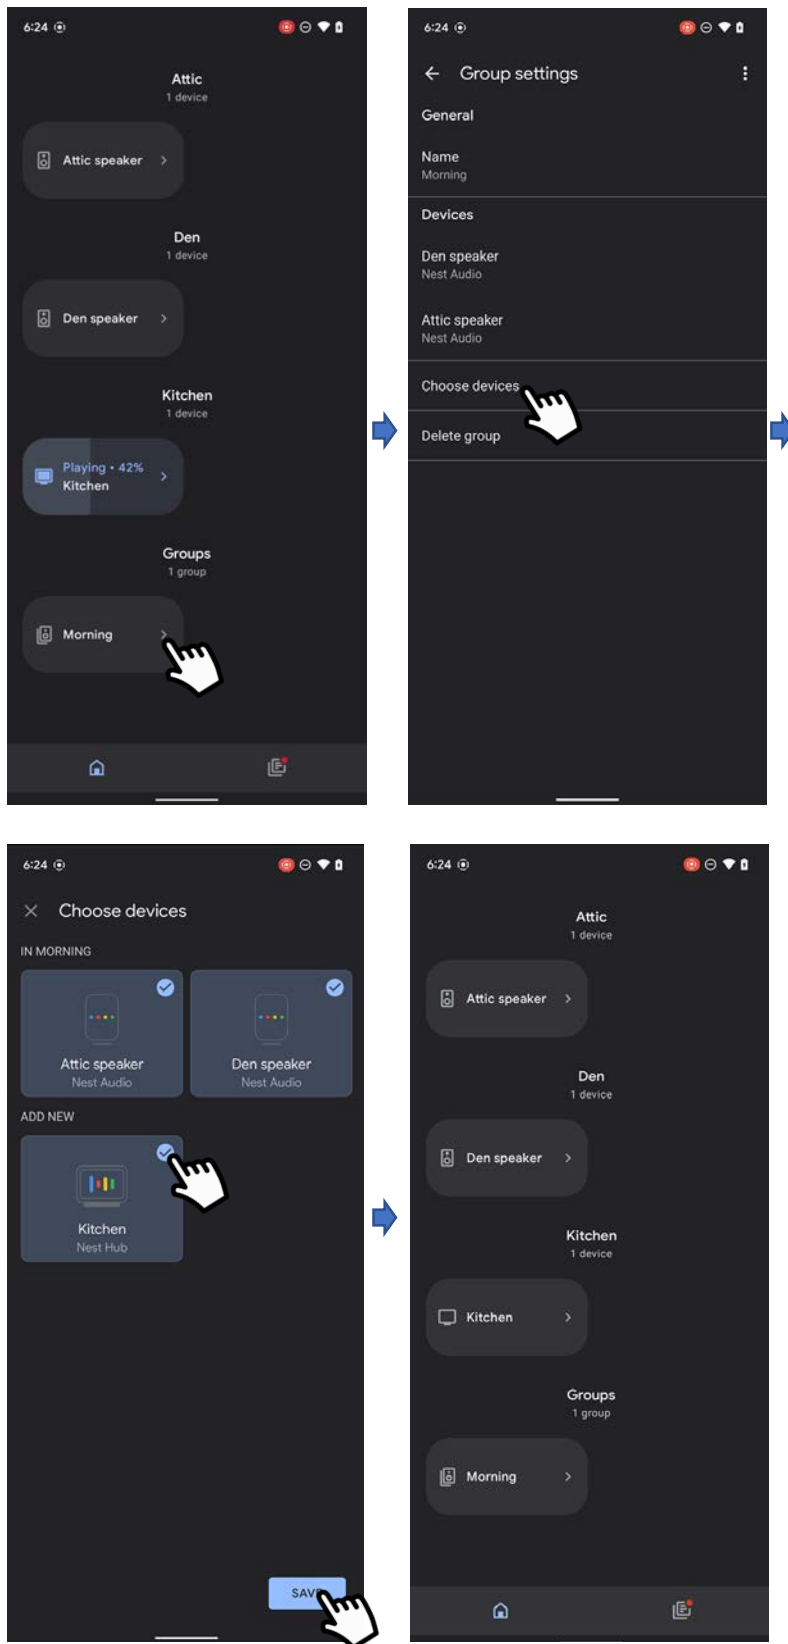 6:24
Attic
1 device
Attic speaker
Den
1 device
Den speaker
Kitchen
1 device
Playing • 42%
Kitchen
Groups
1 group
Morning
6:24
Group settings
General
Name
Morning
Devices
Den speaker
Nest Audio
Attic speaker
Nest Audio
Choose devices
Delete group
6:24
Choose devices
IN MORNING
Attic speaker
Nest Audio
Den speaker
Nest Audio
ADD NEW
Kitchen
Nest Hub
SAVE
6:24
Attic
1 device
Attic speaker
Den
1 device
Den speaker
Kitchen
1 device
Kitchen
Groups
1 group
Morning